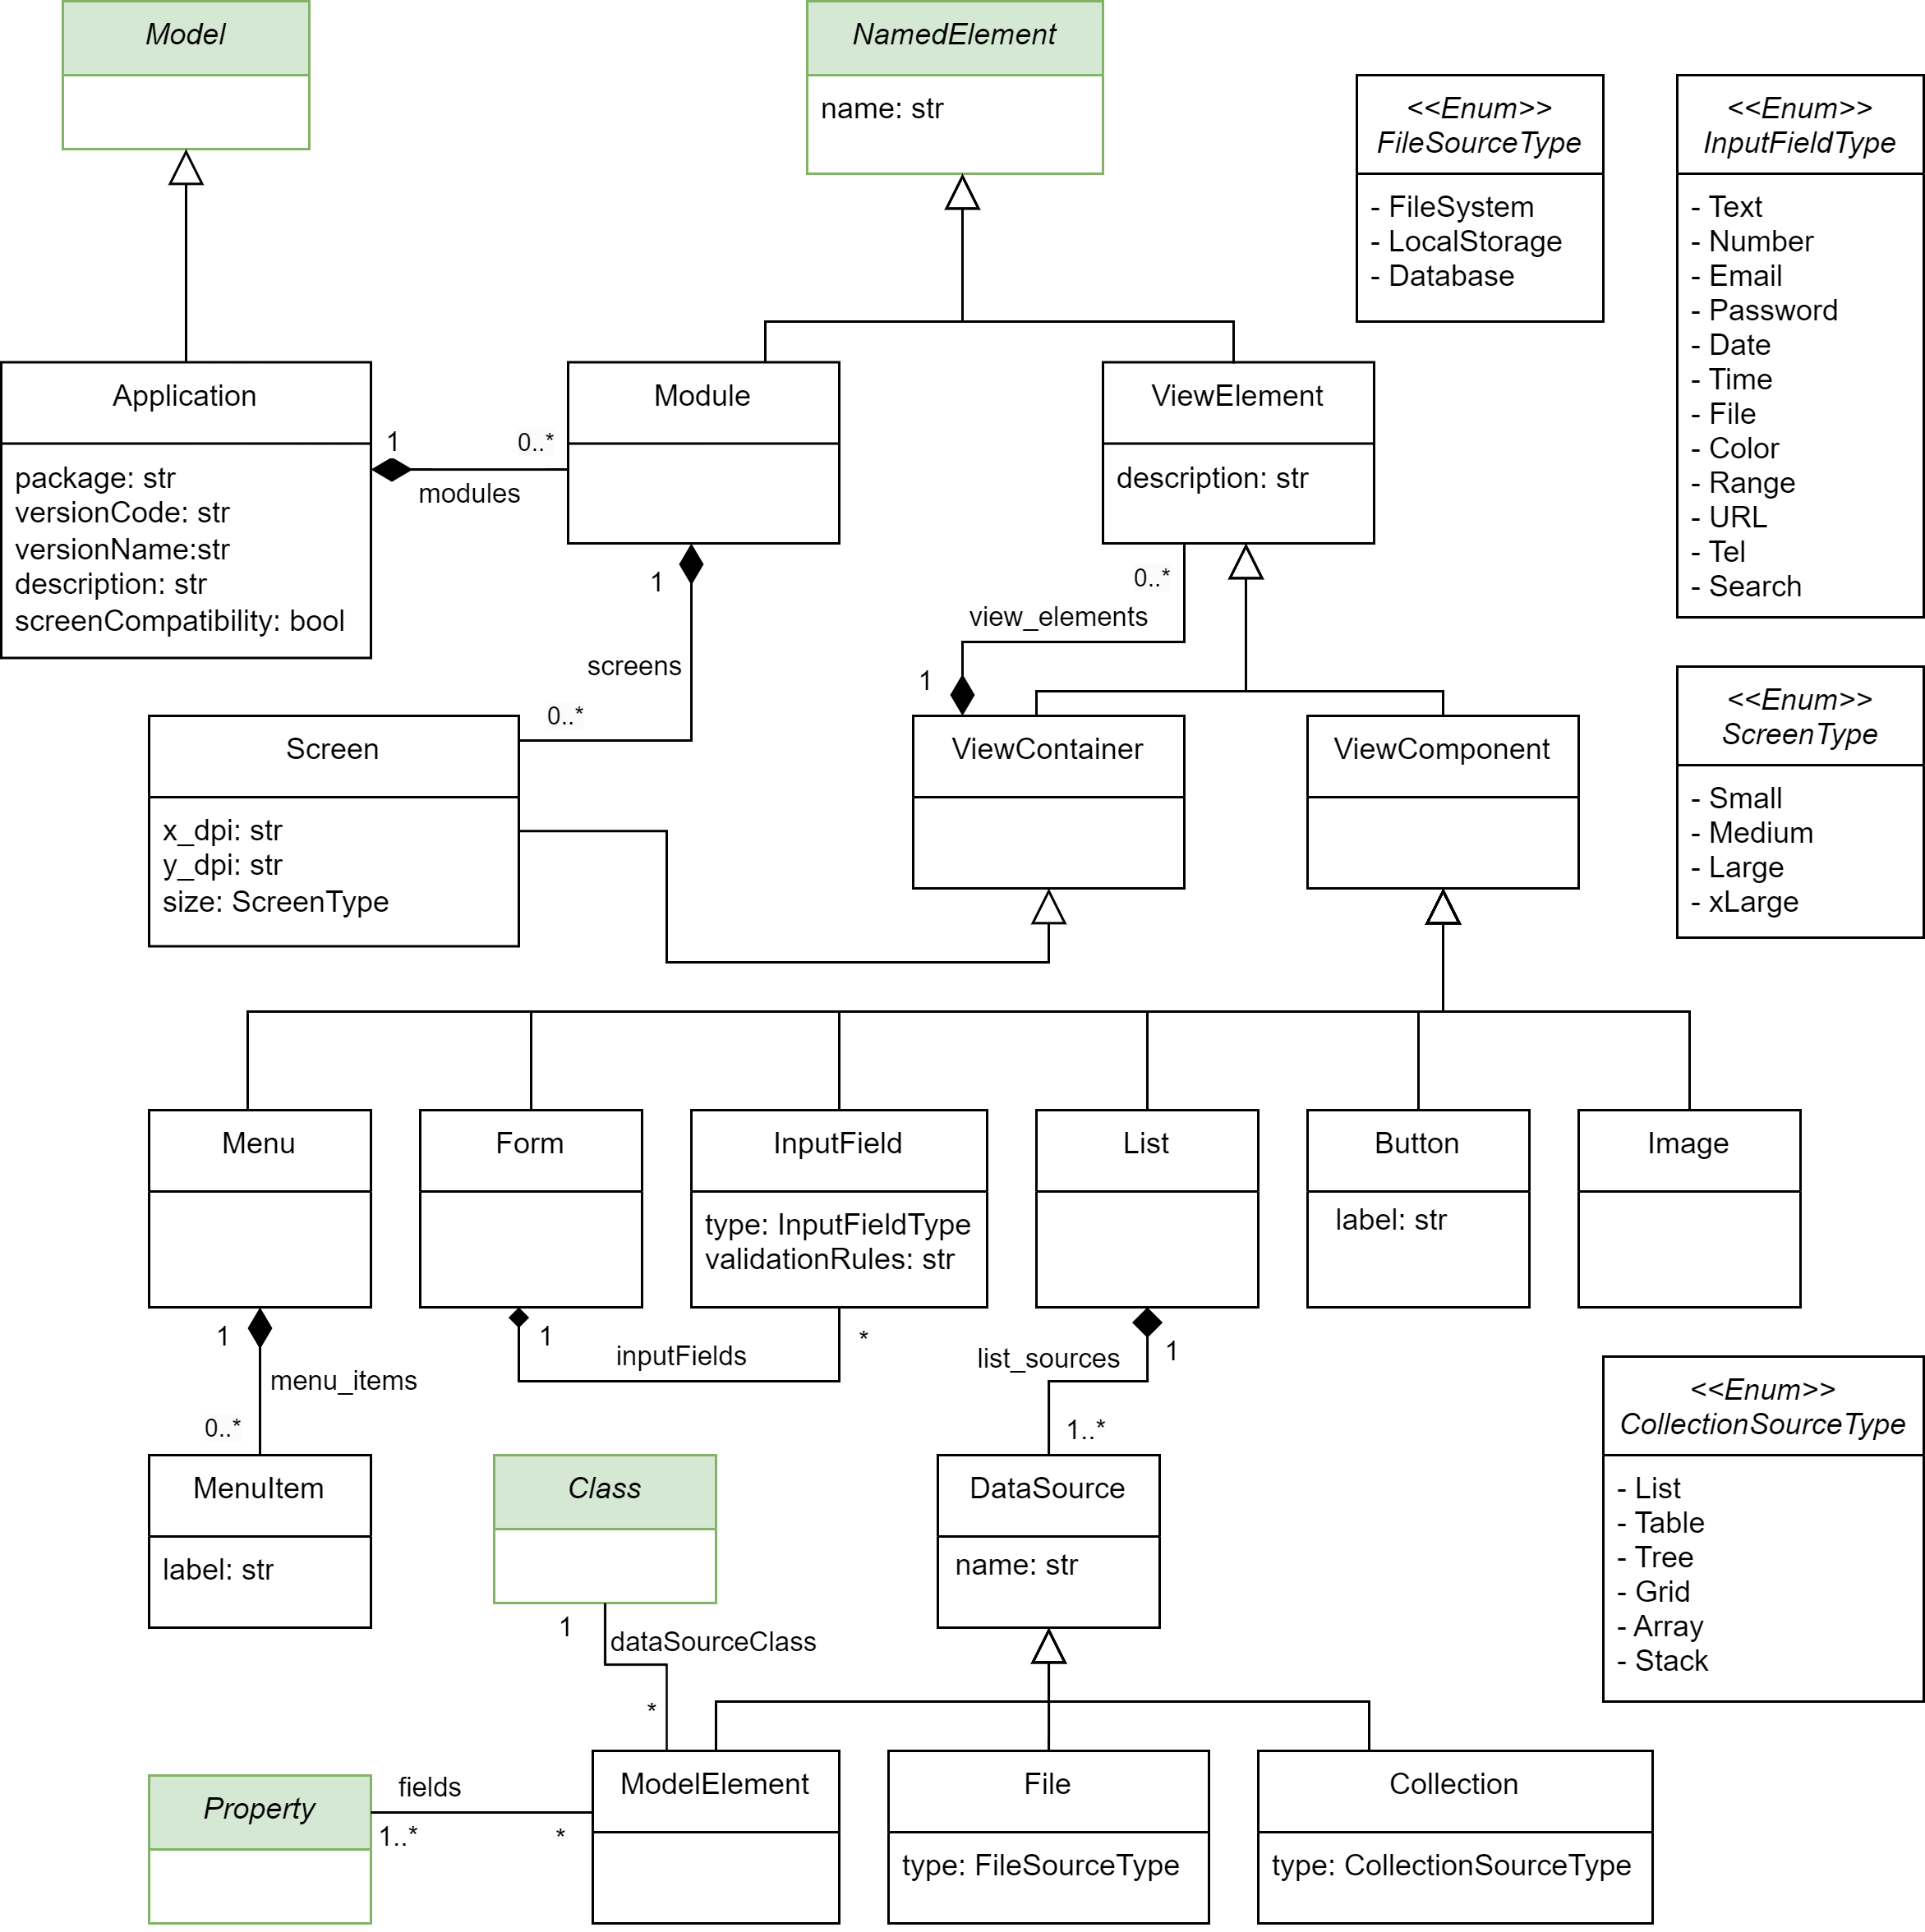 Model
NamedElement
name: str
<<Enum>>
FileSourceType
- FileSystem
- LocalStorage
- Database
<<Enum>>
InputFieldType
- Text
- Number
- Email
- Password
- Date
- Time
- File
- Color
- Range
- URL
- Tel
- Search
Application
package: str
versionCode: str
versionName:str
description: str
screenCompatibility: bool
1
0..*
modules
Module
ViewElement
description: str
1
screens
0..*
0..*
view_elements
1
Screen
x_dpi: str
y_dpi: str
size: ScreenType
ViewContainer
ViewComponent
<<Enum>>
ScreenType
- Small
- Medium
- Large
- xLarge
Menu
Form
InputField
type: InputFieldType
validationRules: str
List
Button
label: str
Image
1
menu_items
0..*
1
inputFields
*
list_sources
1
1..*
<<Enum>>
CollectionSourceType
- List
- Table
- Tree
- Grid
- Array
- Stack
MenuItem
label: str
Class
1
dataSourceClass
*
DataSource
name: str
Property
fields
1..*
*
ModelElement
File
type: FileSourceType
Collection
type: CollectionSourceType